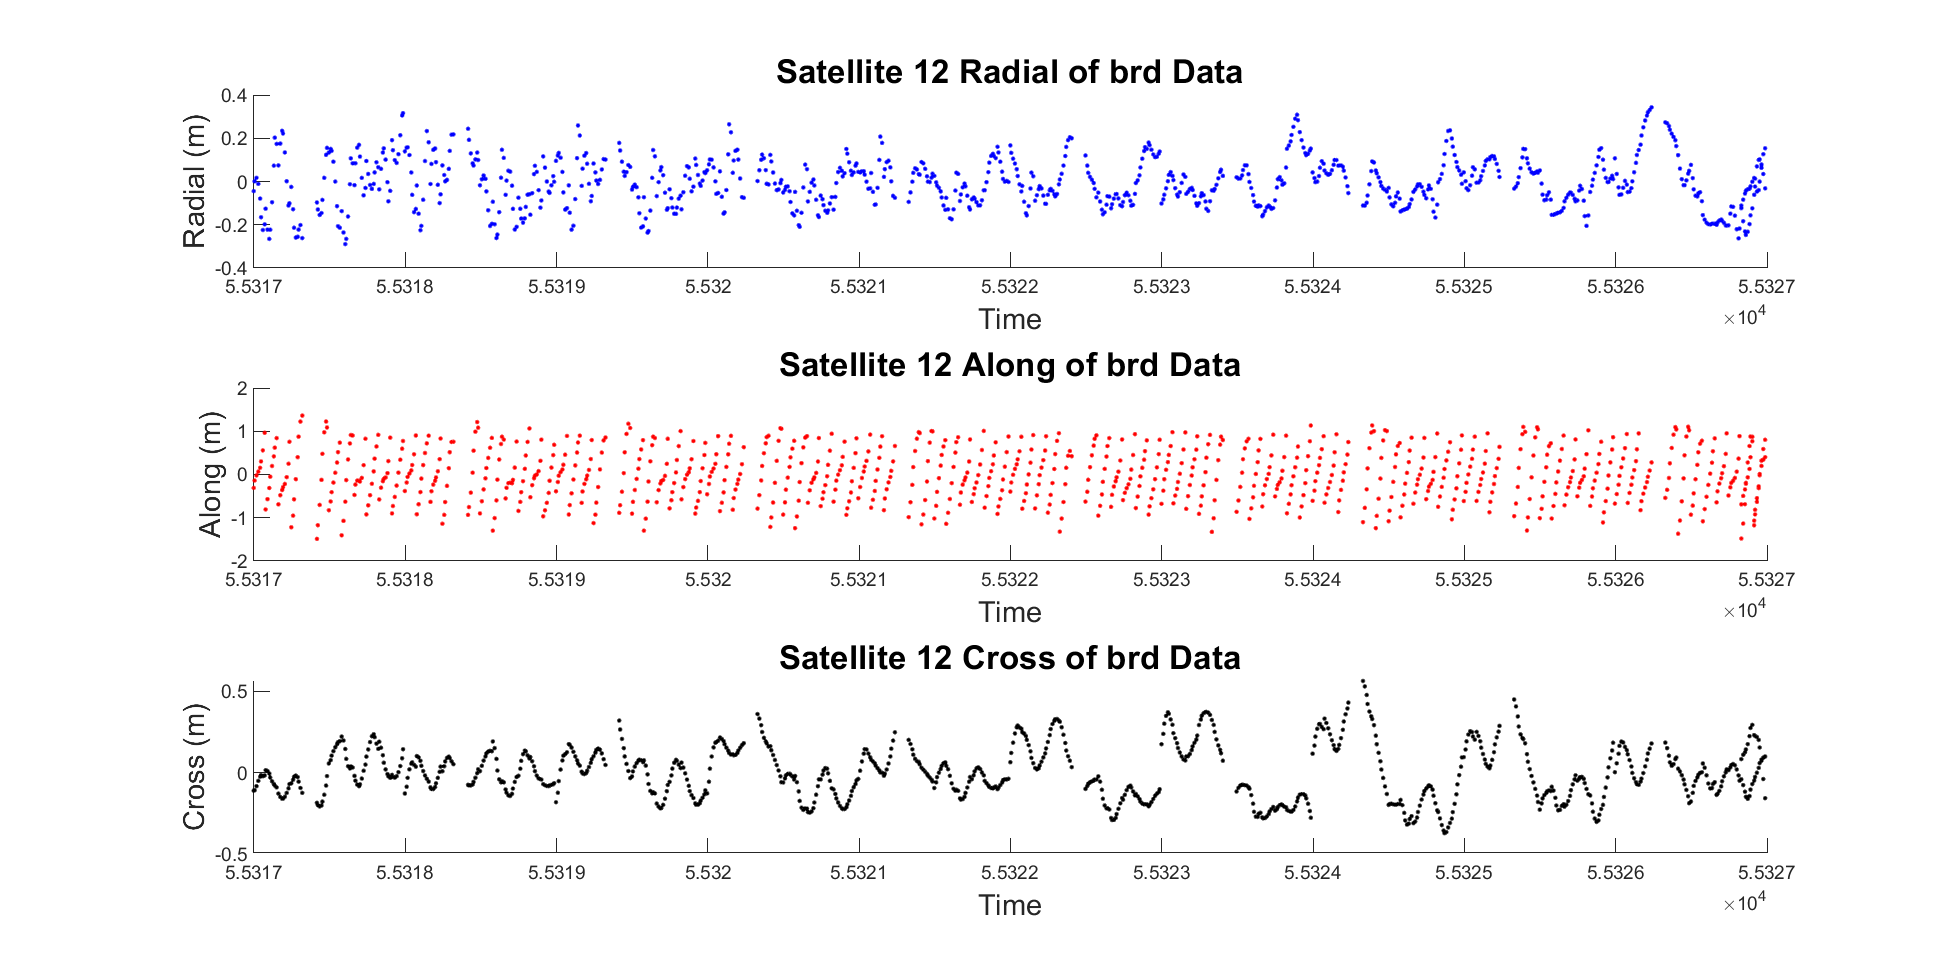 Satellite 12 Radial of brd Data
Radial (m)
0.4
0.2
0
-0.2
-0.4
5.5317 5.5318 5.5319 5.532 5.5321 5.5322 5.5323 5.5324 5.5325 5.5326 5.5327
Time
×10^4
Satellite 12 Along of brd Data
Along (m)
2
1
0
-1
-2
5.5317 5.5318 5.5319 5.532 5.5321 5.5322 5.5323 5.5324 5.5325 5.5326 5.5327
Time
×10^4
Satellite 12 Cross of brd Data
Cross (m)
0.5
0
-0.5
5.5317 5.5318 5.5319 5.532 5.5321 5.5322 5.5323 5.5324 5.5325 5.5326 5.5327
Time
×10^4